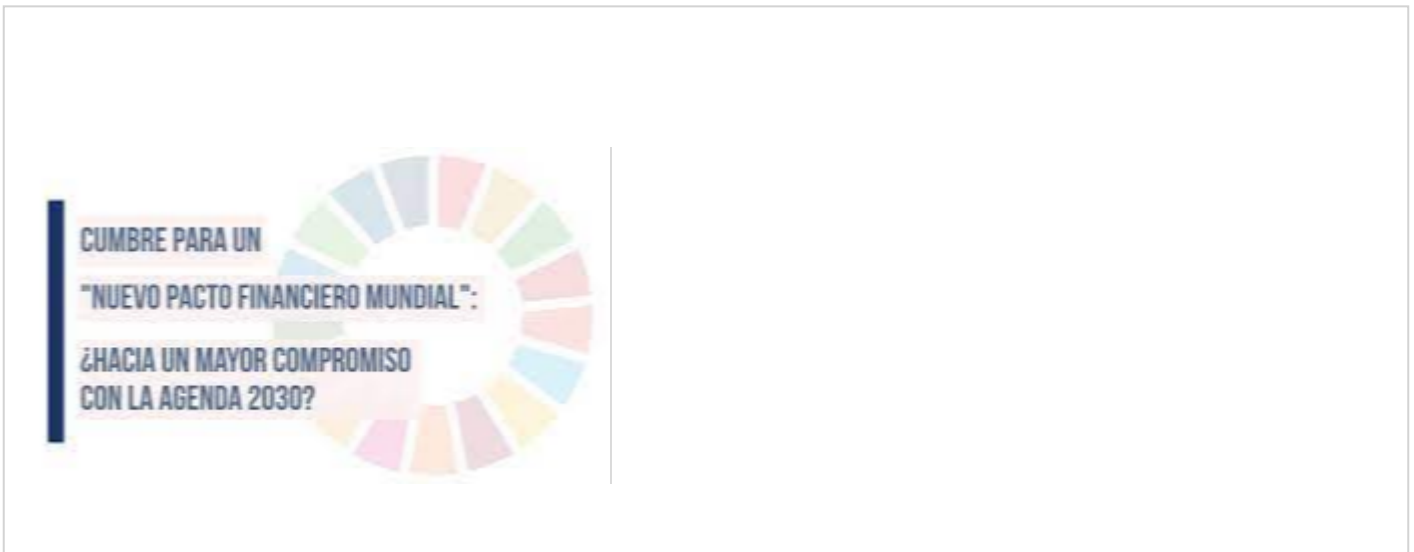 CUMBRE PARA UN
"NUEVO PACTO FINANCIERO MUNDIAL":
¿HACIA UN MAYOR COMPROMISO
CON LA AGENDA 2030?